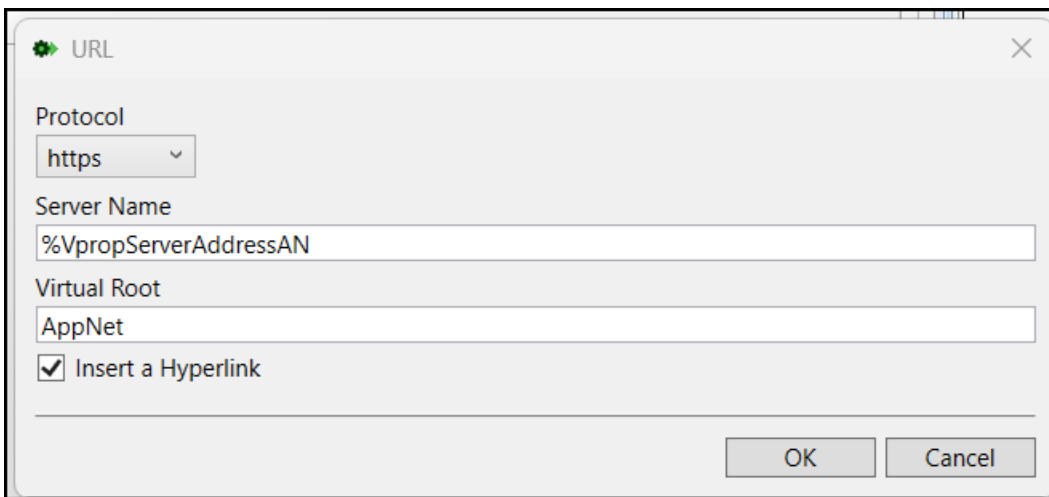 URL
Protocol
https
Server Name
%VpropServerAddressAN
Virtual Root
AppNet
Insert a Hyperlink
OK Cancel